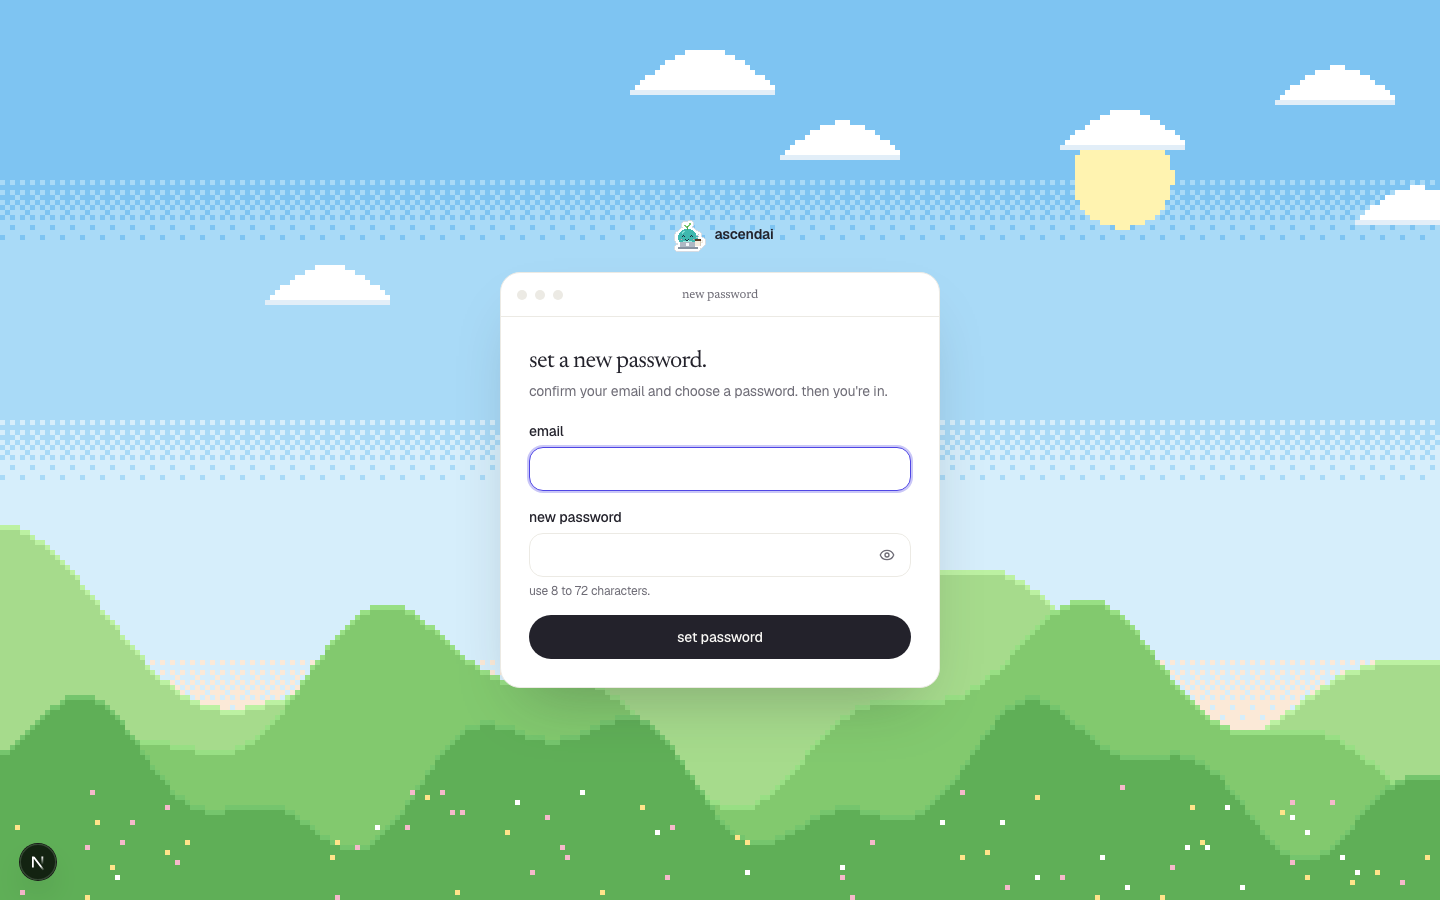 ascendai
new password
set a new password.
confirm your email and choose a password. then you're in.
email
new password
use 8 to 72 characters.
set password
N